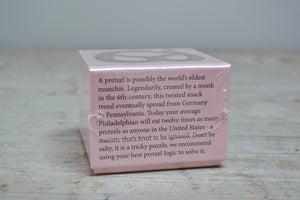 A pretzel is possibly the world's oldest
munchie. Legendarily, created by a monk
in the 6th-century, this twisted snack
trend eventually spread from Germany
to Pennsylvania. Today your average
Philadelphian will eat twelve times as many
pretzels as anyone in the United States - a
statistic that's knot to be ignored. Don't be
salty, it is a tricky puzzle, we recommend
using your best pretzel logic to solve it.